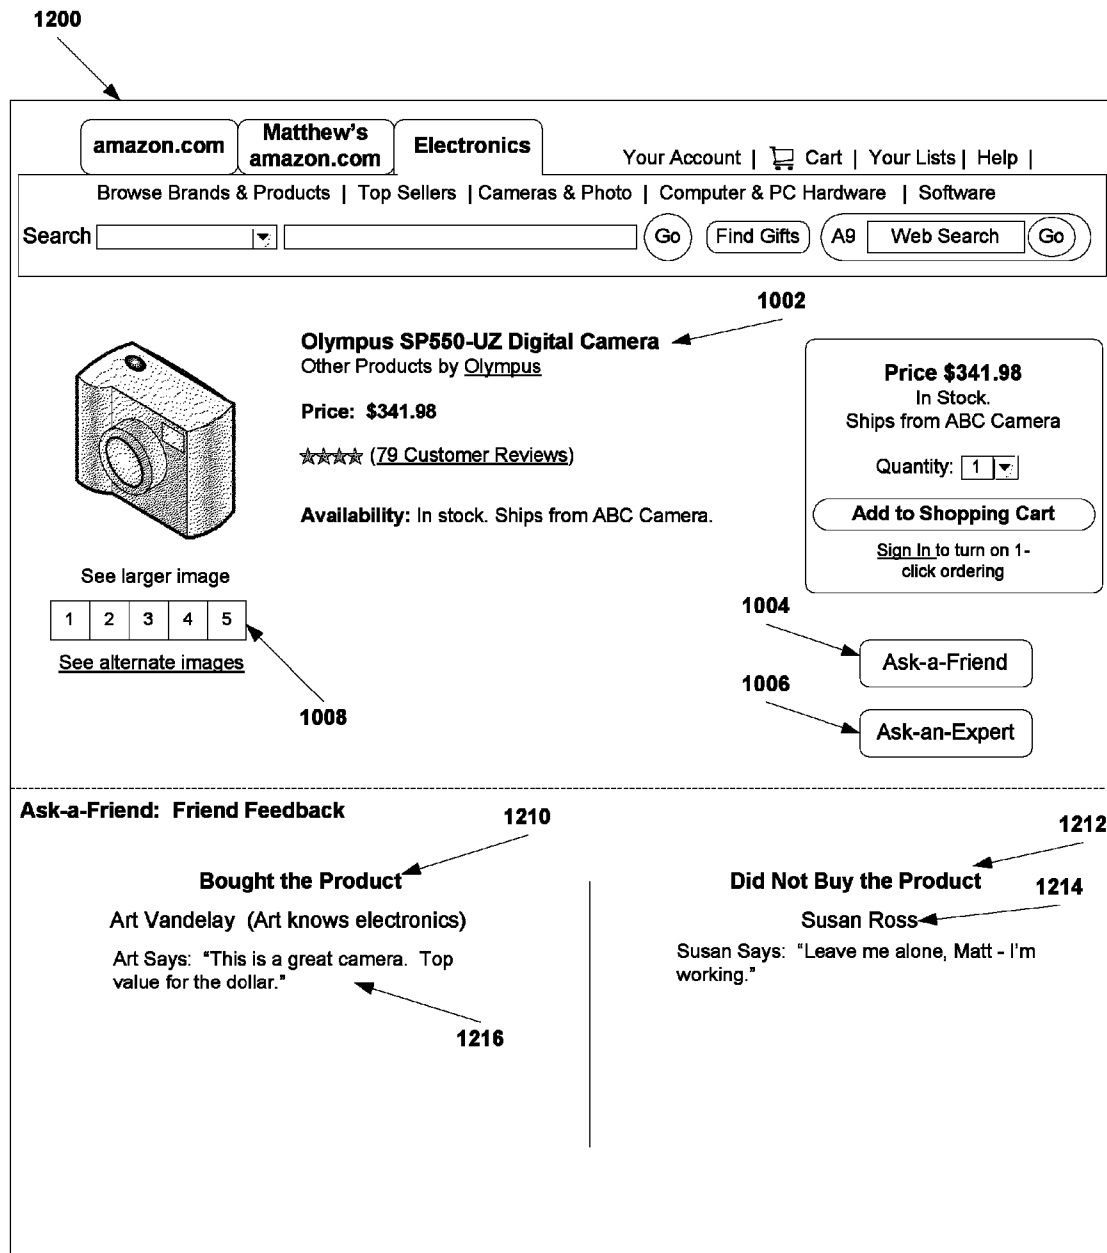 1200
amazon.com
Matthew's
amazon.com
Electronics
Your Account | Cart | Your Lists | Help |
Browse Brands & Products | Top Sellers | Cameras & Photo | Computer & PC Hardware | Software
Search
Go
Find Gifts
A9
Web Search
Go
1002
Olympus SP550-UZ Digital Camera
Other Products by Olympus
Price: $341.98
(79 Customer Reviews)
Availability: In stock. Ships from ABC Camera.
Price $341.98
In Stock.
Ships from ABC Camera
Quantity: 1
Add to Shopping Cart
Sign In to turn on 1-
click ordering
See larger image
1 2 3 4 5
See alternate images
1008
1004
Ask-a-Friend
1006
Ask-an-Expert
Ask-a-Friend: Friend Feedback
1210
Bought the Product
Art Vandelay (Art knows electronics)
Art Says: “This is a great camera. Top
value for the dollar.”
1216
1212
Did Not Buy the Product
1214
Susan Ross
Susan Says: “Leave me alone, Matt - I’m
working.”